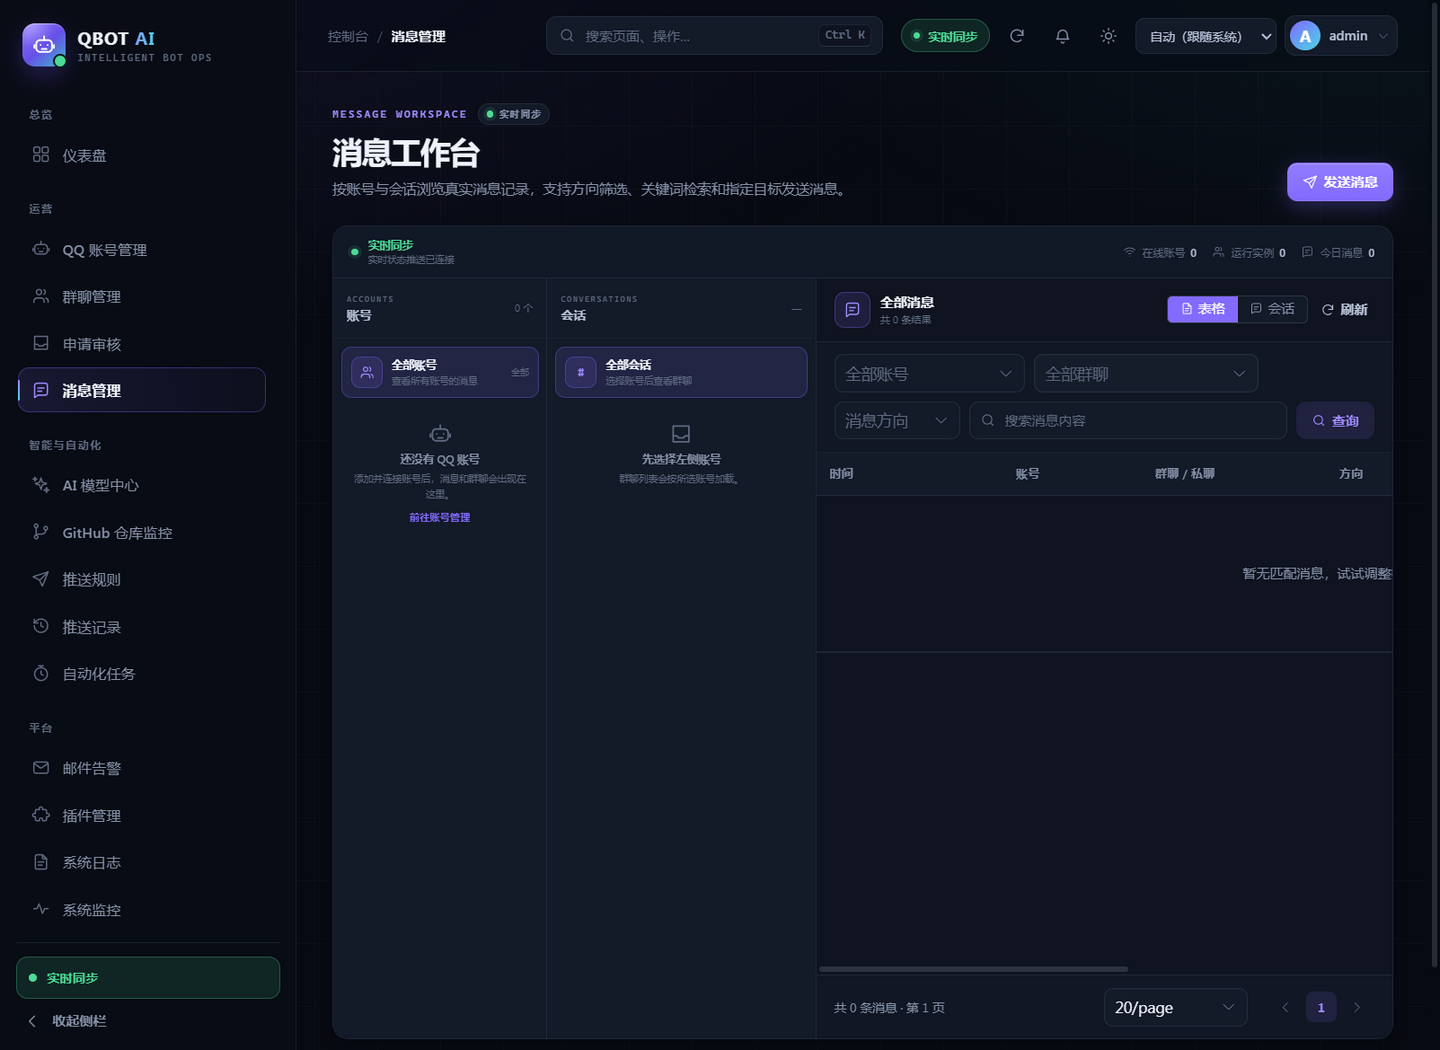 QBOT AI
INTELLIGENT BOT OPS
总览
仪表盘
运营
QQ 账号管理
群聊管理
申请审核
消息管理
智能与自动化
AI 模型中心
GitHub 仓库监控
推送规则
推送记录
自动化任务
平台
邮件告警
插件管理
系统日志
系统监控
实时同步
收起侧栏
控制台 / 消息管理
搜索页面、操作... Ctrl K
实时同步
自动（跟随系统）
A admin
MESSAGE WORKSPACE 实时同步
消息工作台
按账号与会话浏览真实消息记录，支持方向筛选、关键词检索和指定目标发送消息。
发送消息
实时同步
实时状态推送已连接
在线账号 0 运行实例 0 今日消息 0
ACCOUNTS
账号
0 个
全部账号
查看所有账号的消息
全部
还没有 QQ 账号
添加并连接账号后，消息和群聊会出现在
这里。
前往账号管理
CONVERSATIONS
会话
—
# 全部会话
选择账号后查看群聊
先选择左侧账号
群聊列表会按所选账号加载。
全部消息
共 0 条结果
表格 会话 刷新
全部账号 全部群聊
消息方向 搜索消息内容 查询
时间 账号 群聊 / 私聊 方向
暂无匹配消息，试试调整
共 0 条消息 · 第 1 页 20/page 1